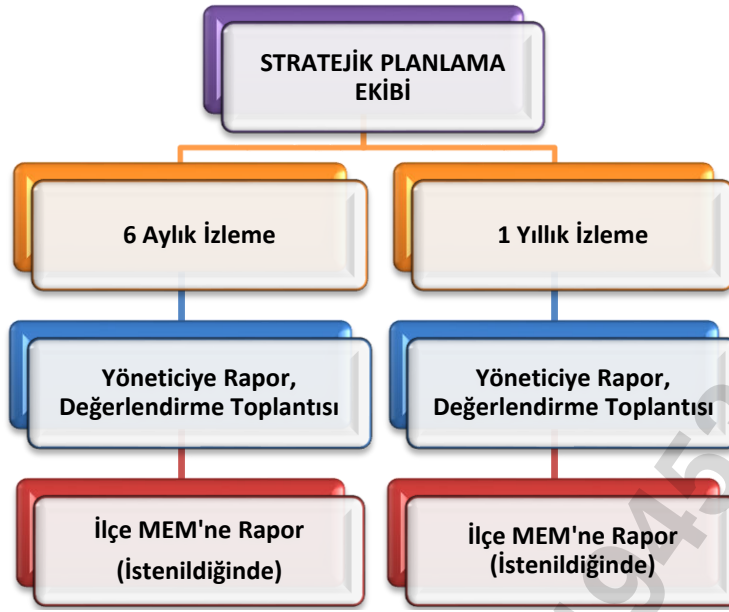 STRATEJİK PLANLAMA
EKİBİ
6 Aylık İzleme
1 Yıllık İzleme
Yöneticiye Rapor,
Değerlendirme Toplantısı
Yöneticiye Rapor,
Değerlendirme Toplantısı
İlçe MEM'ne Rapor
(İstenildiğinde)
İlçe MEM'ne Rapor
(İstenildiğinde)